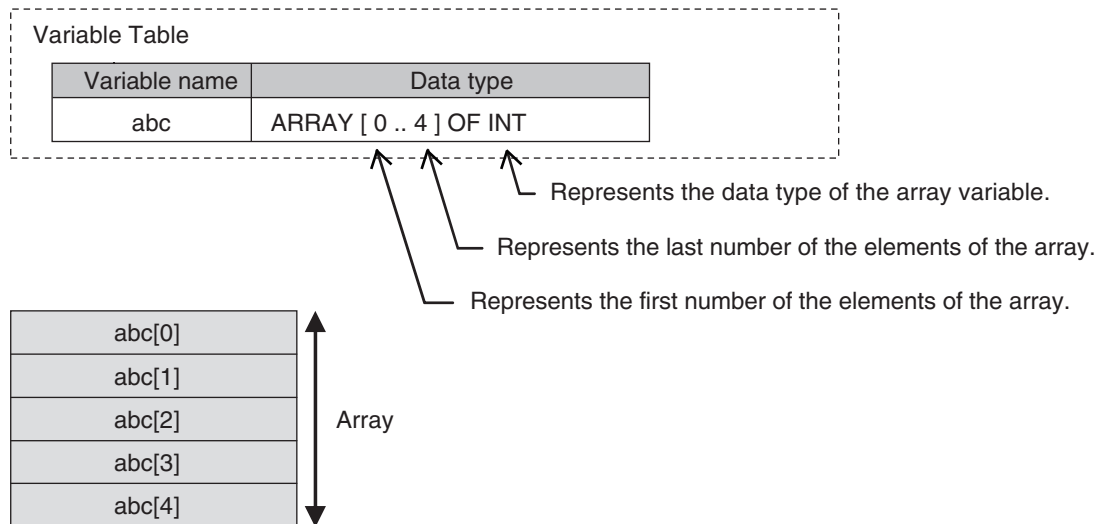 Variable Table
Variable name Data type
abc ARRAY [ 0 .. 4 ] OF INT
Represents the data type of the array variable.
Represents the last number of the elements of the array.
Represents the first number of the elements of the array.
abc[0]
abc[1]
abc[2] Array
abc[3]
abc[4]